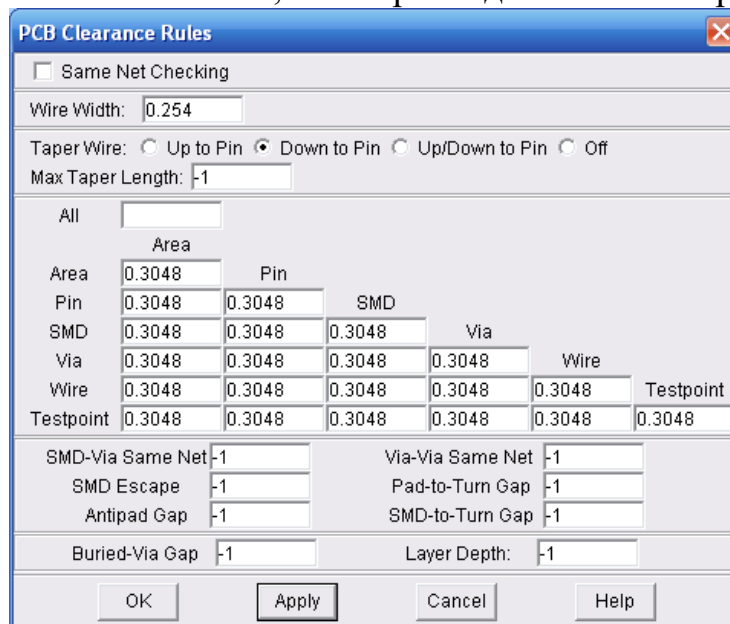 PCB Clearance Rules
Same Net Checking
Wire Width: 0.254
Taper Wire: Up to Pin Down to Pin Up/Down to Pin Off
Max Taper Length: -1
All
Area
Area 0.3048 Pin
Pin 0.3048 0.3048 SMD
SMD 0.3048 0.3048 0.3048 Via
Via 0.3048 0.3048 0.3048 0.3048 Wire
Wire 0.3048 0.3048 0.3048 0.3048 0.3048 Testpoint
Testpoint 0.3048 0.3048 0.3048 0.3048 0.3048 0.3048
SMD-Via Same Net -1 Via-Via Same Net -1
SMD Escape -1 Pad-to-Turn Gap -1
Antipad Gap -1 SMD-to-Turn Gap -1
Buried-Via Gap -1 Layer Depth: -1
OK Apply Cancel Help